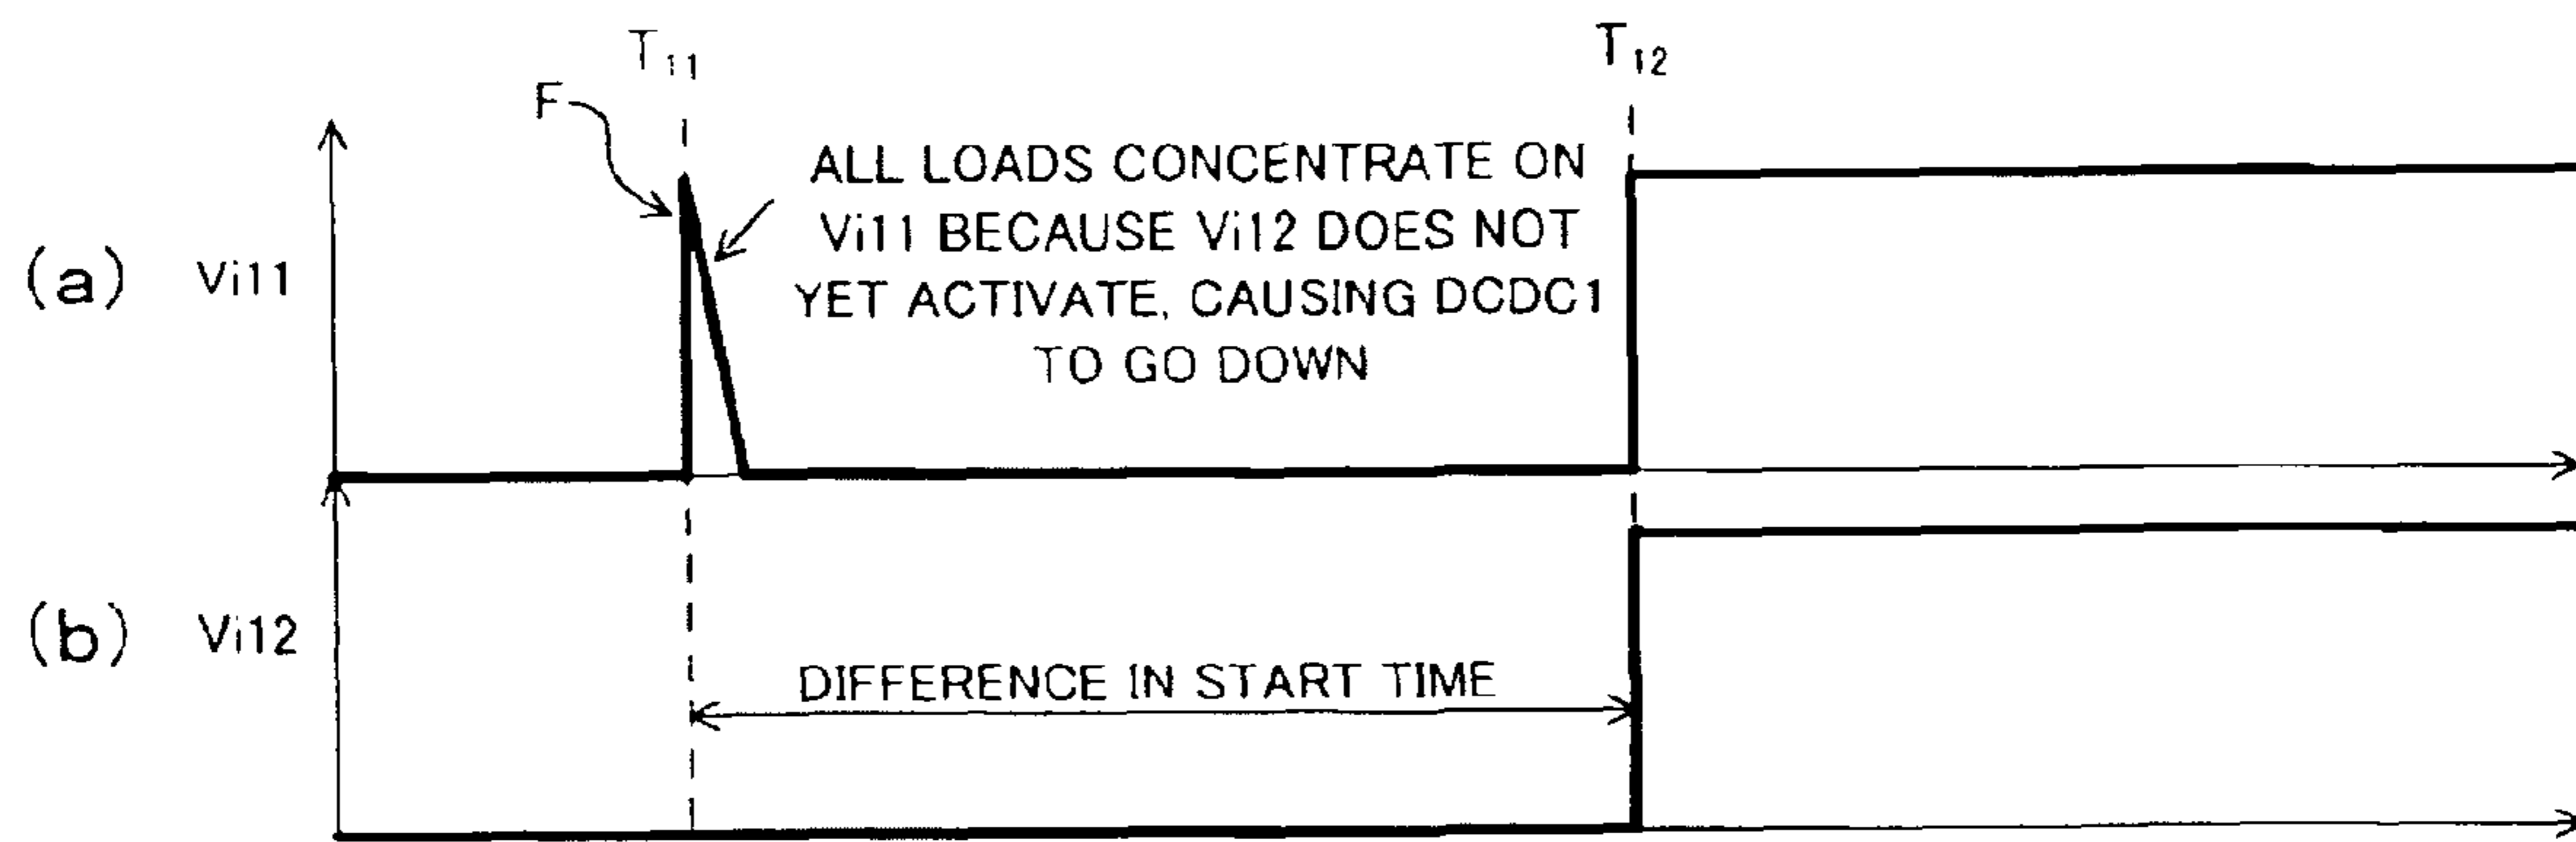 T11
T12
F
ALL LOADS CONCENTRATE ON
Vi11 BECAUSE Vi12 DOES NOT
YET ACTIVATE, CAUSING DCDC1
TO GO DOWN
(a) Vi11
(b) Vi12
DIFFERENCE IN START TIME